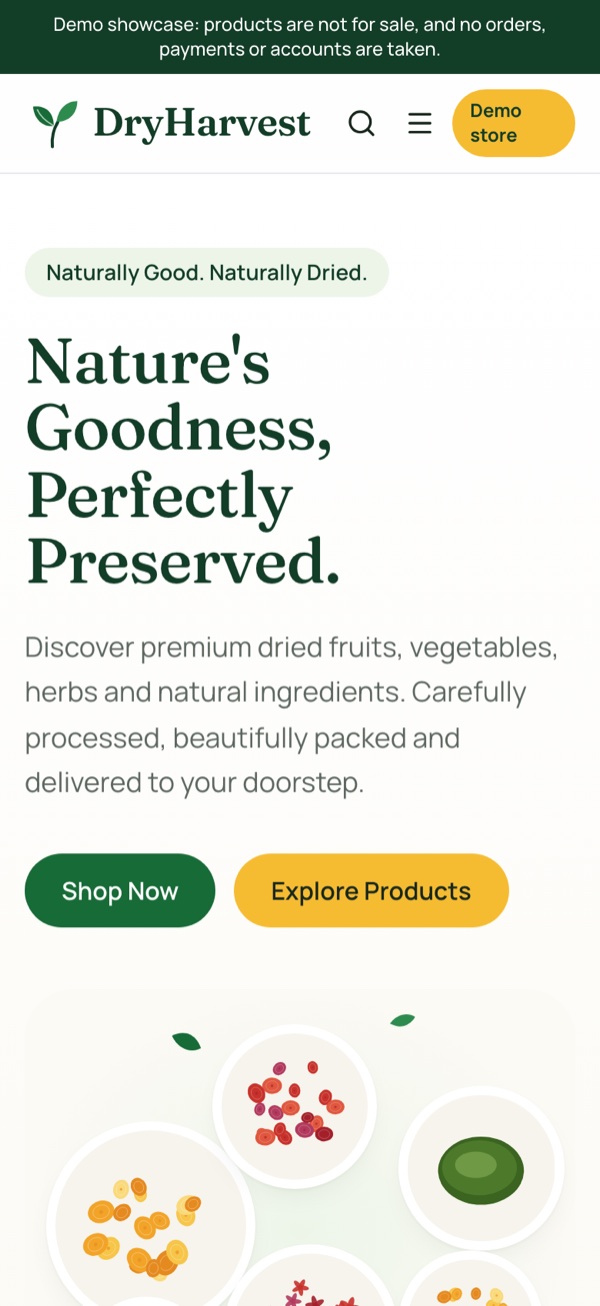 Demo showcase: products are not for sale, and no orders,
payments or accounts are taken.
DryHarvest
Demo
store
Naturally Good. Naturally Dried.
Nature's
Goodness,
Perfectly
Preserved.
Discover premium dried fruits, vegetables,
herbs and natural ingredients. Carefully
processed, beautifully packed and
delivered to your doorstep.
Shop Now
Explore Products